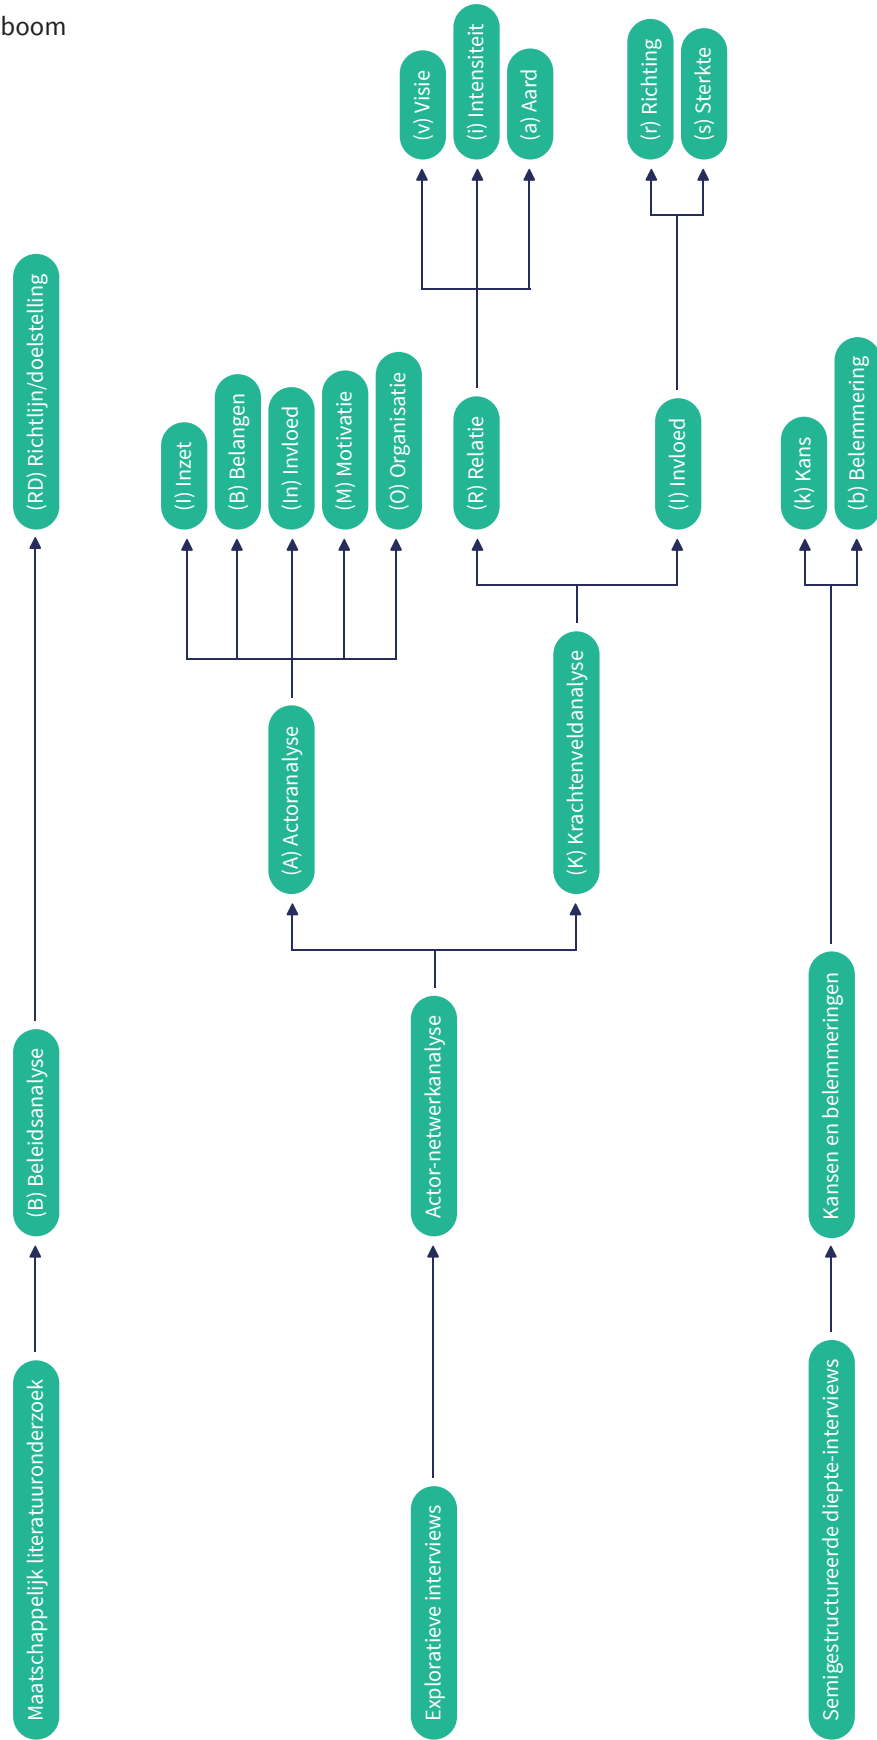 boom
Maatschappelijk literatuuronderzoek
(B) Beleidsanalyse
(RD) Richtlijn/doelstelling
Exploratieve interviews
Actor-netwerkanalyse
(A) Actoranalyse
(I) Inzet
(B) Belangen
(In) Invloed
(M) Motivatie
(O) Organisatie
(K) Krachtenveldanalyse
(R) Relatie
(v) Visie
(i) Intensiteit
(a) Aard
(I) Invloed
(r) Richting
(s) Sterkte
Semigestructureerde diepte-interviews
Kansen en belemmeringen
(k) Kans
(b) Belemmering